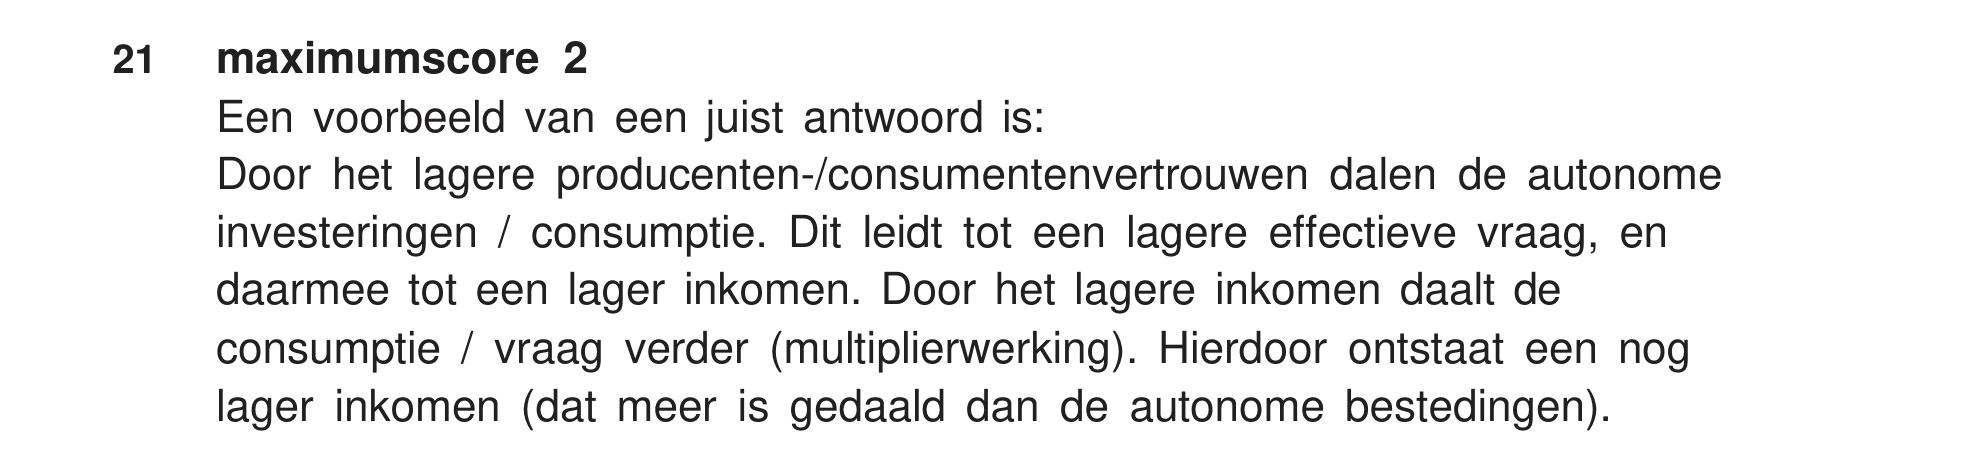 21 maximumscore 2
Een voorbeeld van een juist antwoord is:
Door het lagere producenten-/consumentenvertrouwen dalen de autonome
investeringen / consumptie. Dit leidt tot een lagere effectieve vraag, en
daarmee tot een lager inkomen. Door het lagere inkomen daalt de
consumptie / vraag verder (multiplierwerking). Hierdoor ontstaat een nog
lager inkomen (dat meer is gedaald dan de autonome bestedingen).